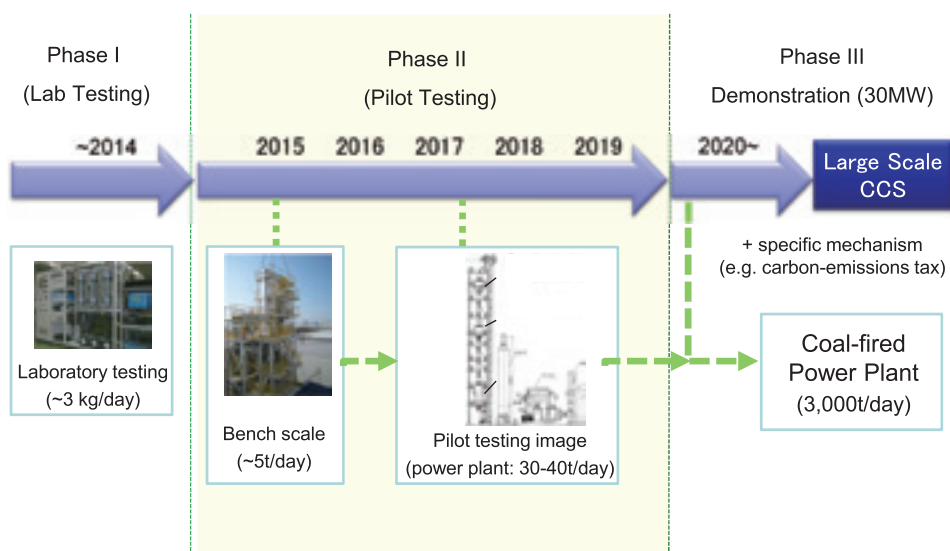 Phase I
(Lab Testing)
Phase II
(Pilot Testing)
Phase III
Demonstration (30MW)
~2014
2015
2016
2017
2018
2019
2020~
Large Scale
CCS
+ specific mechanism
(e.g. carbon-emissions tax)
Laboratory testing
(~3 kg/day)
Bench scale
(~5t/day)
Pilot testing image
(power plant: 30-40t/day)
Coal-fired
Power Plant
(3,000t/day)